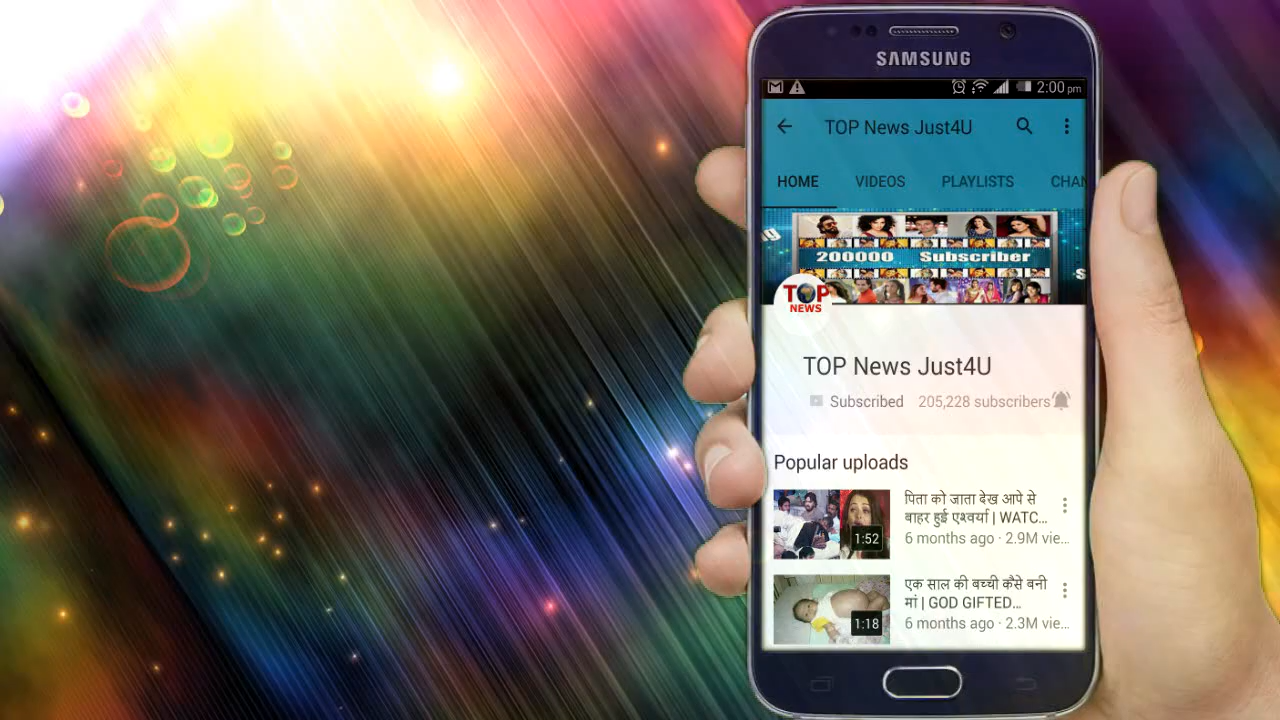 SAMSUNG
2:00 pm
TOP News Just4U
HOME VIDEOS PLAYLISTS CHAN
200000 Subscriber
S
TOP
NEWS
TOP News Just4U
Subscribed 205,228 subscribers
Popular uploads
पिता को जाता देख आपे से
बाहर हुई एश्वर्या | WATC...
6 months ago · 2.9M vie...
1:52
एक साल की बच्ची कैसे बनी
मां | GOD GIFTED...
6 months ago · 2.3M vie...
1:18